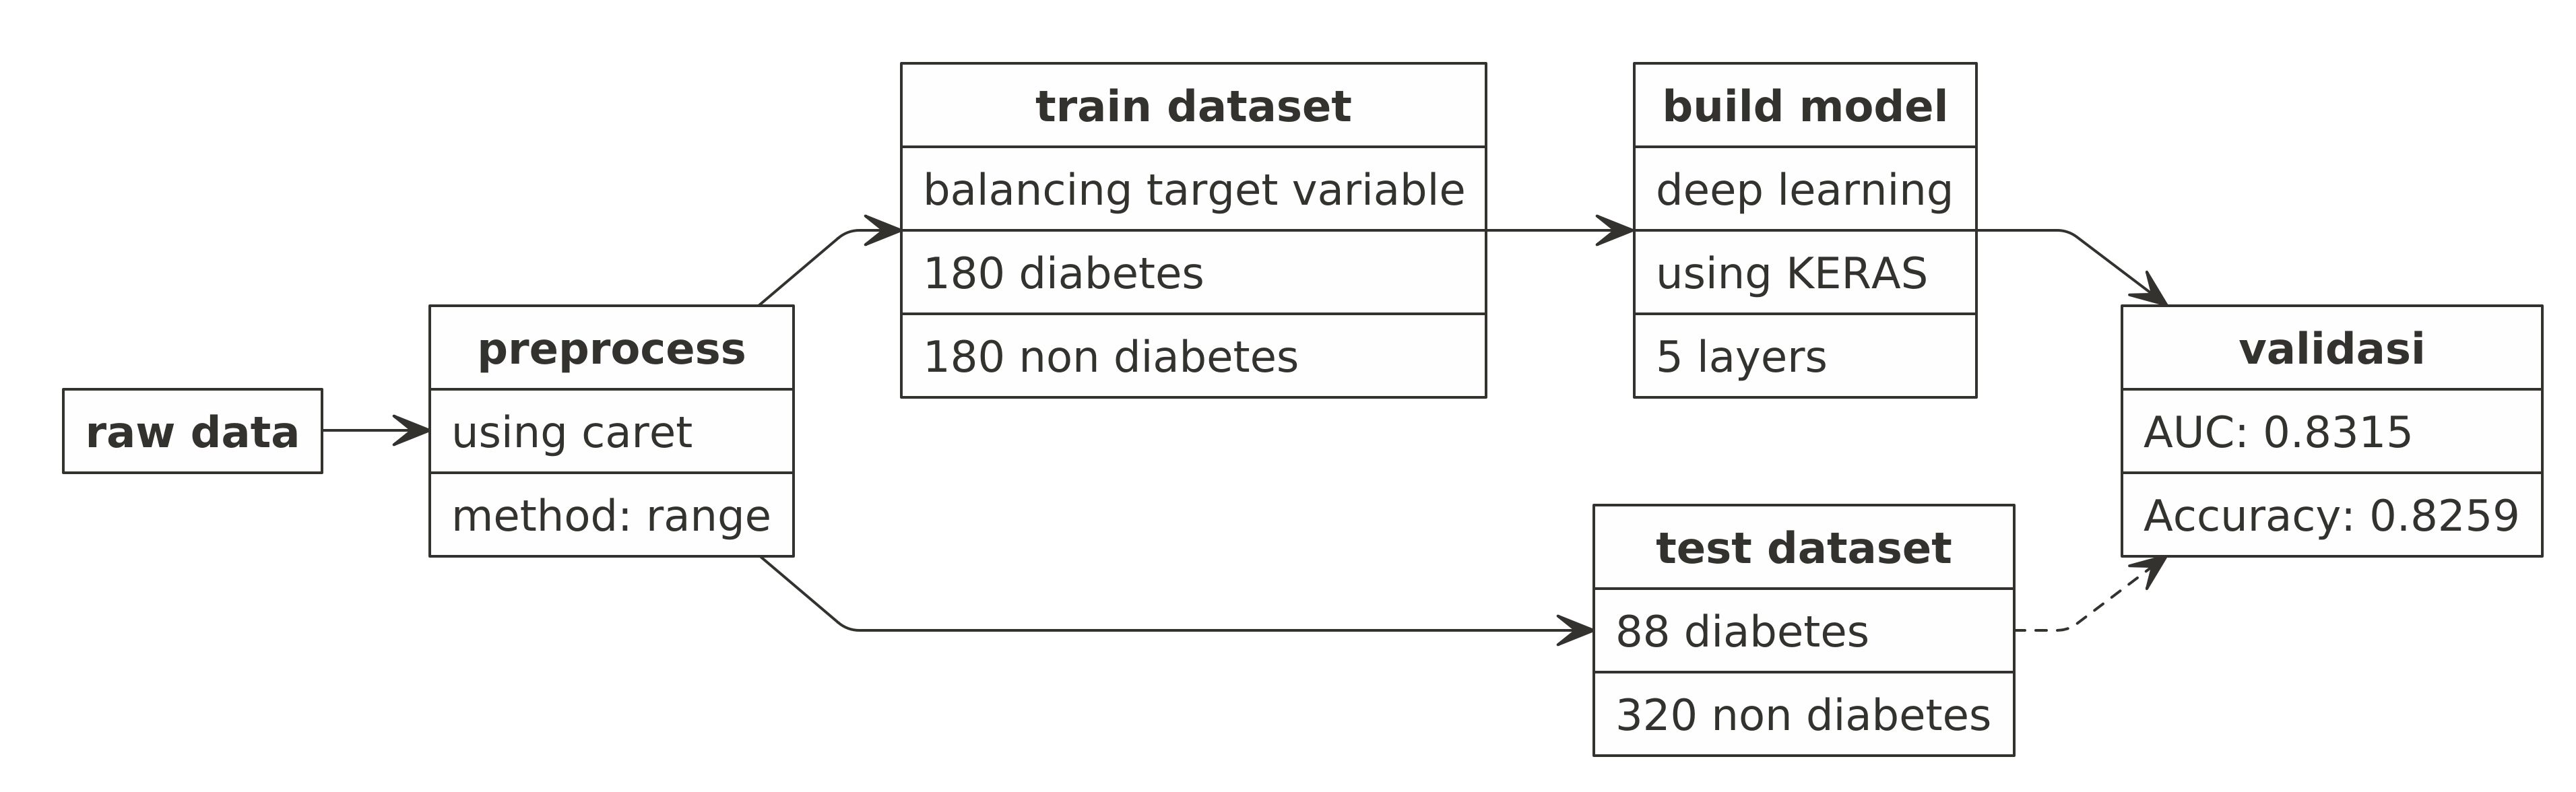 raw data
preprocess
using caret
method: range
train dataset
balancing target variable
180 diabetes
180 non diabetes
build model
deep learning
using KERAS
5 layers
test dataset
88 diabetes
320 non diabetes
validasi
AUC: 0.8315
Accuracy: 0.8259